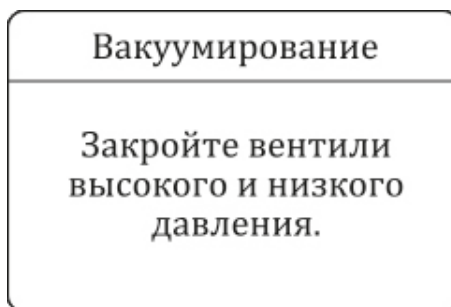 Вакуумирование
Закройте вентили
высокого и низкого
давления.